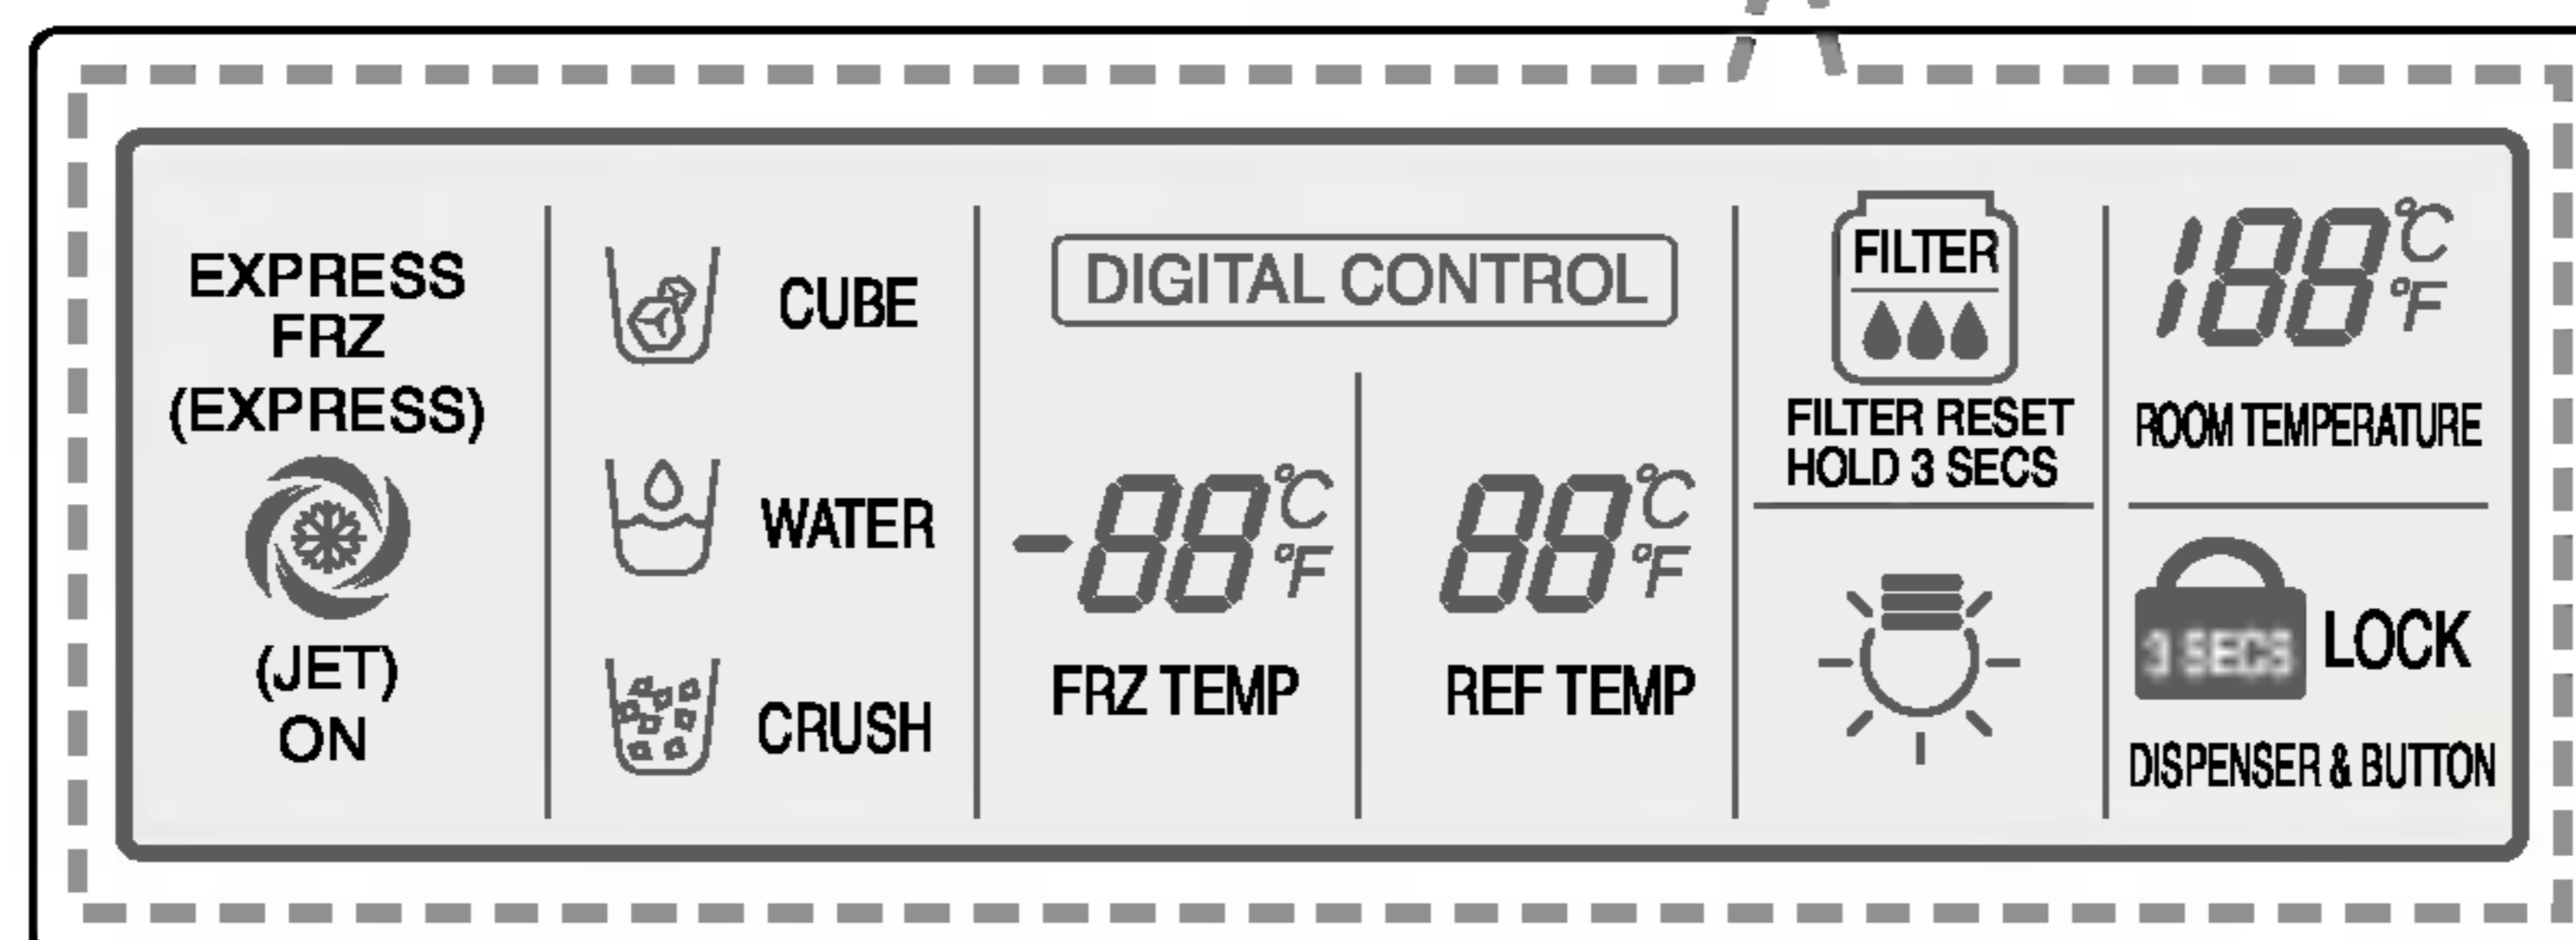 EXPRESS
FRZ
(EXPRESS)
(JET)
ON
CUBE
WATER
CRUSH
DIGITAL CONTROL
-88 °C °F
FRZ TEMP
88 °C °F
REF TEMP
FILTER
FILTER RESET
HOLD 3 SECS
188 °C °F
ROOM TEMPERATURE
3 SECS LOCK
DISPENSER & BUTTON